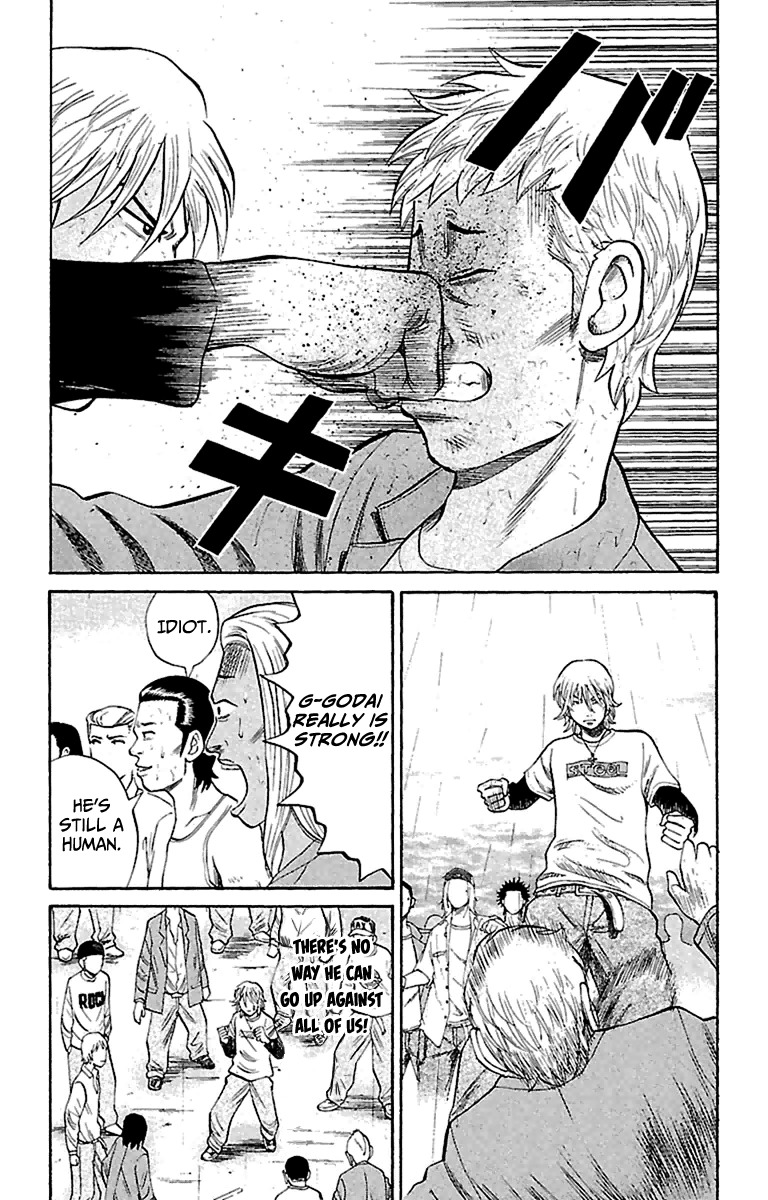 バキ
STOOL
G-GODAI
REALLY IS
STRONG!!
IDIOT.
HE'S
STILL A
HUMAN.
THERE'S NO
WAY HE CAN
GO UP AGAINST
ALL OF US!